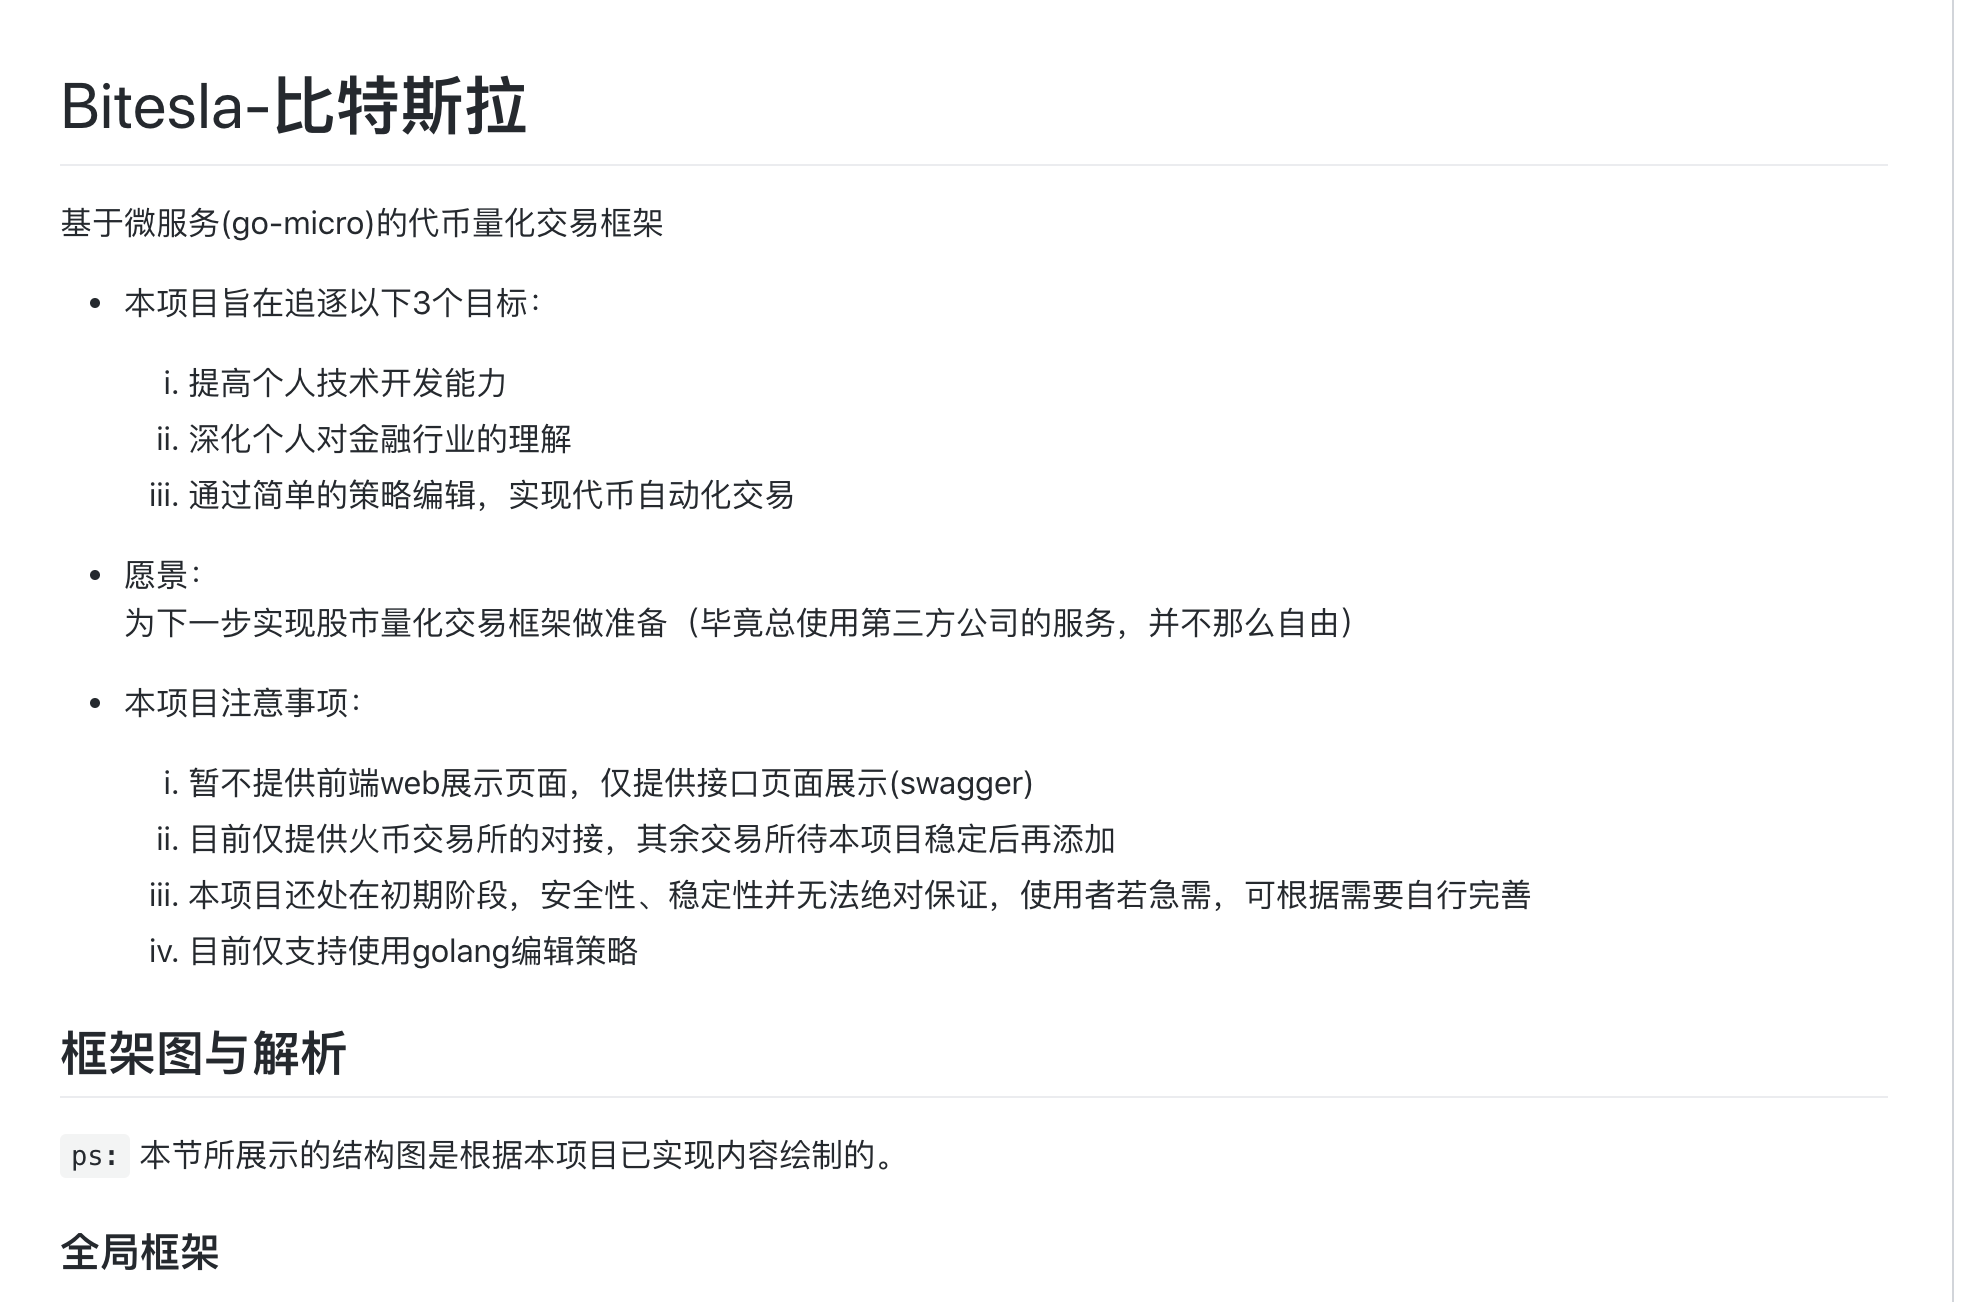 Bitesla-比特斯拉
基于微服务(go-micro)的代币量化交易框架
• 本项目旨在追逐以下3个目标：
i. 提高个人技术开发能力
ii. 深化个人对金融行业的理解
iii. 通过简单的策略编辑，实现代币自动化交易
• 愿景：
为下一步实现股市量化交易框架做准备（毕竟总使用第三方公司的服务，并不那么自由）
• 本项目注意事项：
i. 暂不提供前端web展示页面，仅提供接口页面展示(swagger)
ii. 目前仅提供火币交易所的对接，其余交易所待本项目稳定后再添加
iii. 本项目还处在初期阶段，安全性、稳定性并无法绝对保证，使用者若急需，可根据需要自行完善
iv. 目前仅支持使用golang编辑策略
框架图与解析
ps: 本节所展示的结构图是根据本项目已实现内容绘制的。
全局框架